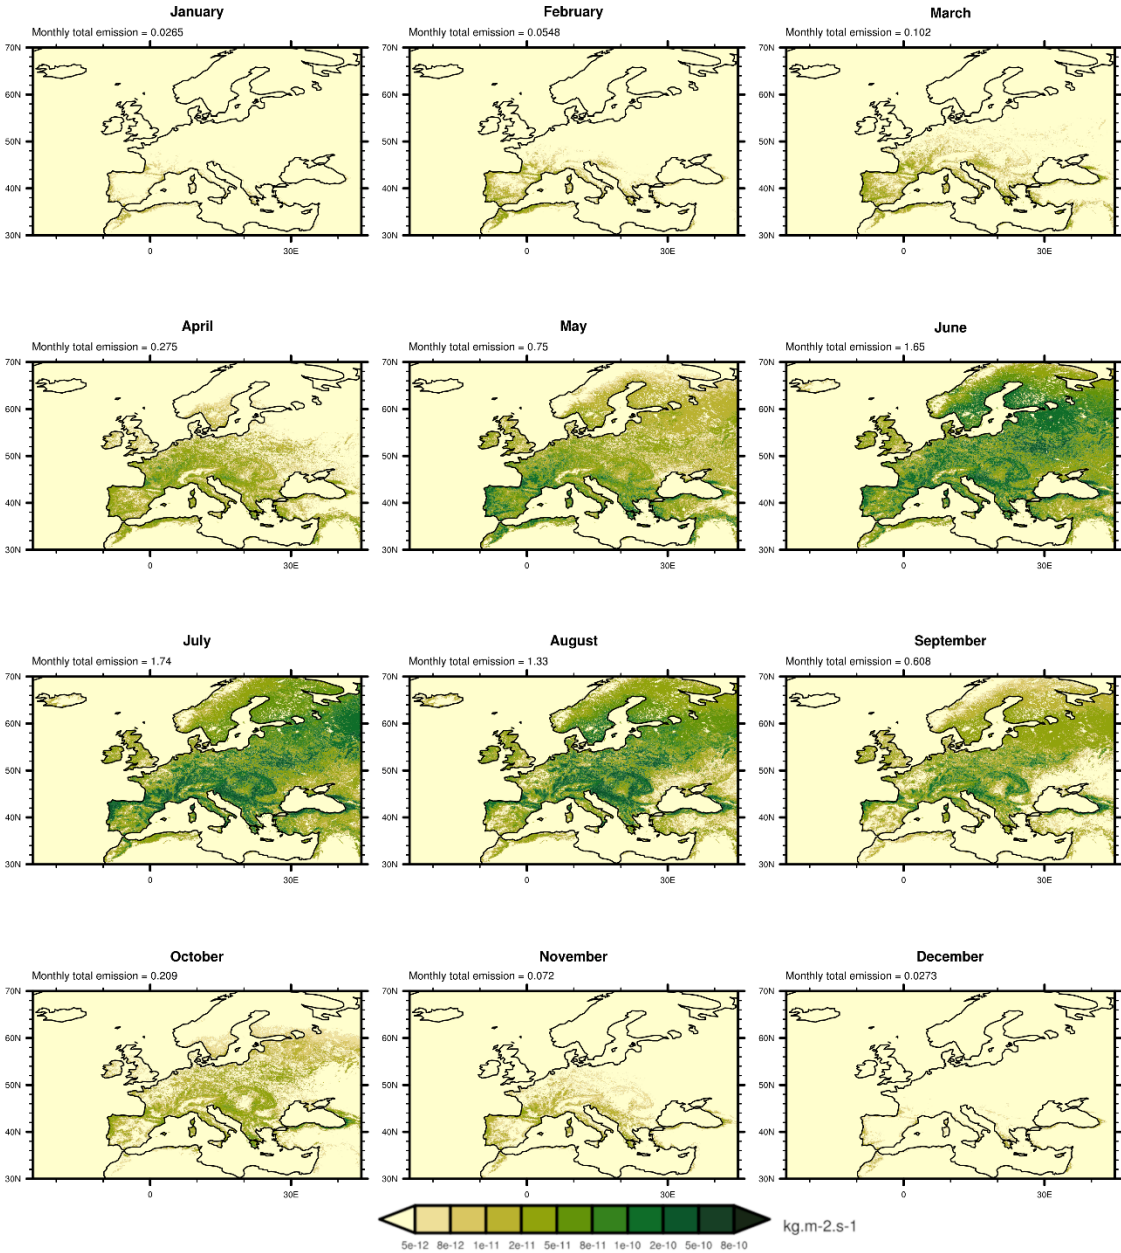 January
February
March
Monthly total emission = 0.0265
Monthly total emission = 0.0548
Monthly total emission = 0.102
70N
70N
70N
60N
60N
60N
50N
50N
50N
40N
40N
40N
30N
30N
30N
0
30E
0
30E
0
30E
April
May
June
Monthly total emission = 0.275
Monthly total emission = 0.75
Monthly total emission = 1.65
70N
70N
70N
60N
60N
60N
50N
50N
50N
40N
40N
40N
30N
30N
30N
0
30E
0
30E
0
30E
July
August
September
Monthly total emission = 1.74
Monthly total emission = 1.33
Monthly total emission = 0.608
70N
70N
70N
60N
60N
60N
50N
50N
50N
40N
40N
40N
30N
30N
30N
0
30E
0
30E
0
30E
October
November
December
Monthly total emission = 0.209
Monthly total emission = 0.072
Monthly total emission = 0.0273
70N
70N
70N
60N
60N
60N
50N
50N
50N
40N
40N
40N
30N
30N
30N
0
30E
0
30E
0
30E
kg.m-2.s-1
5e-12 8e-12 1e-11 2e-11 5e-11 8e-11 1e-10 2e-10 5e-10 8e-10